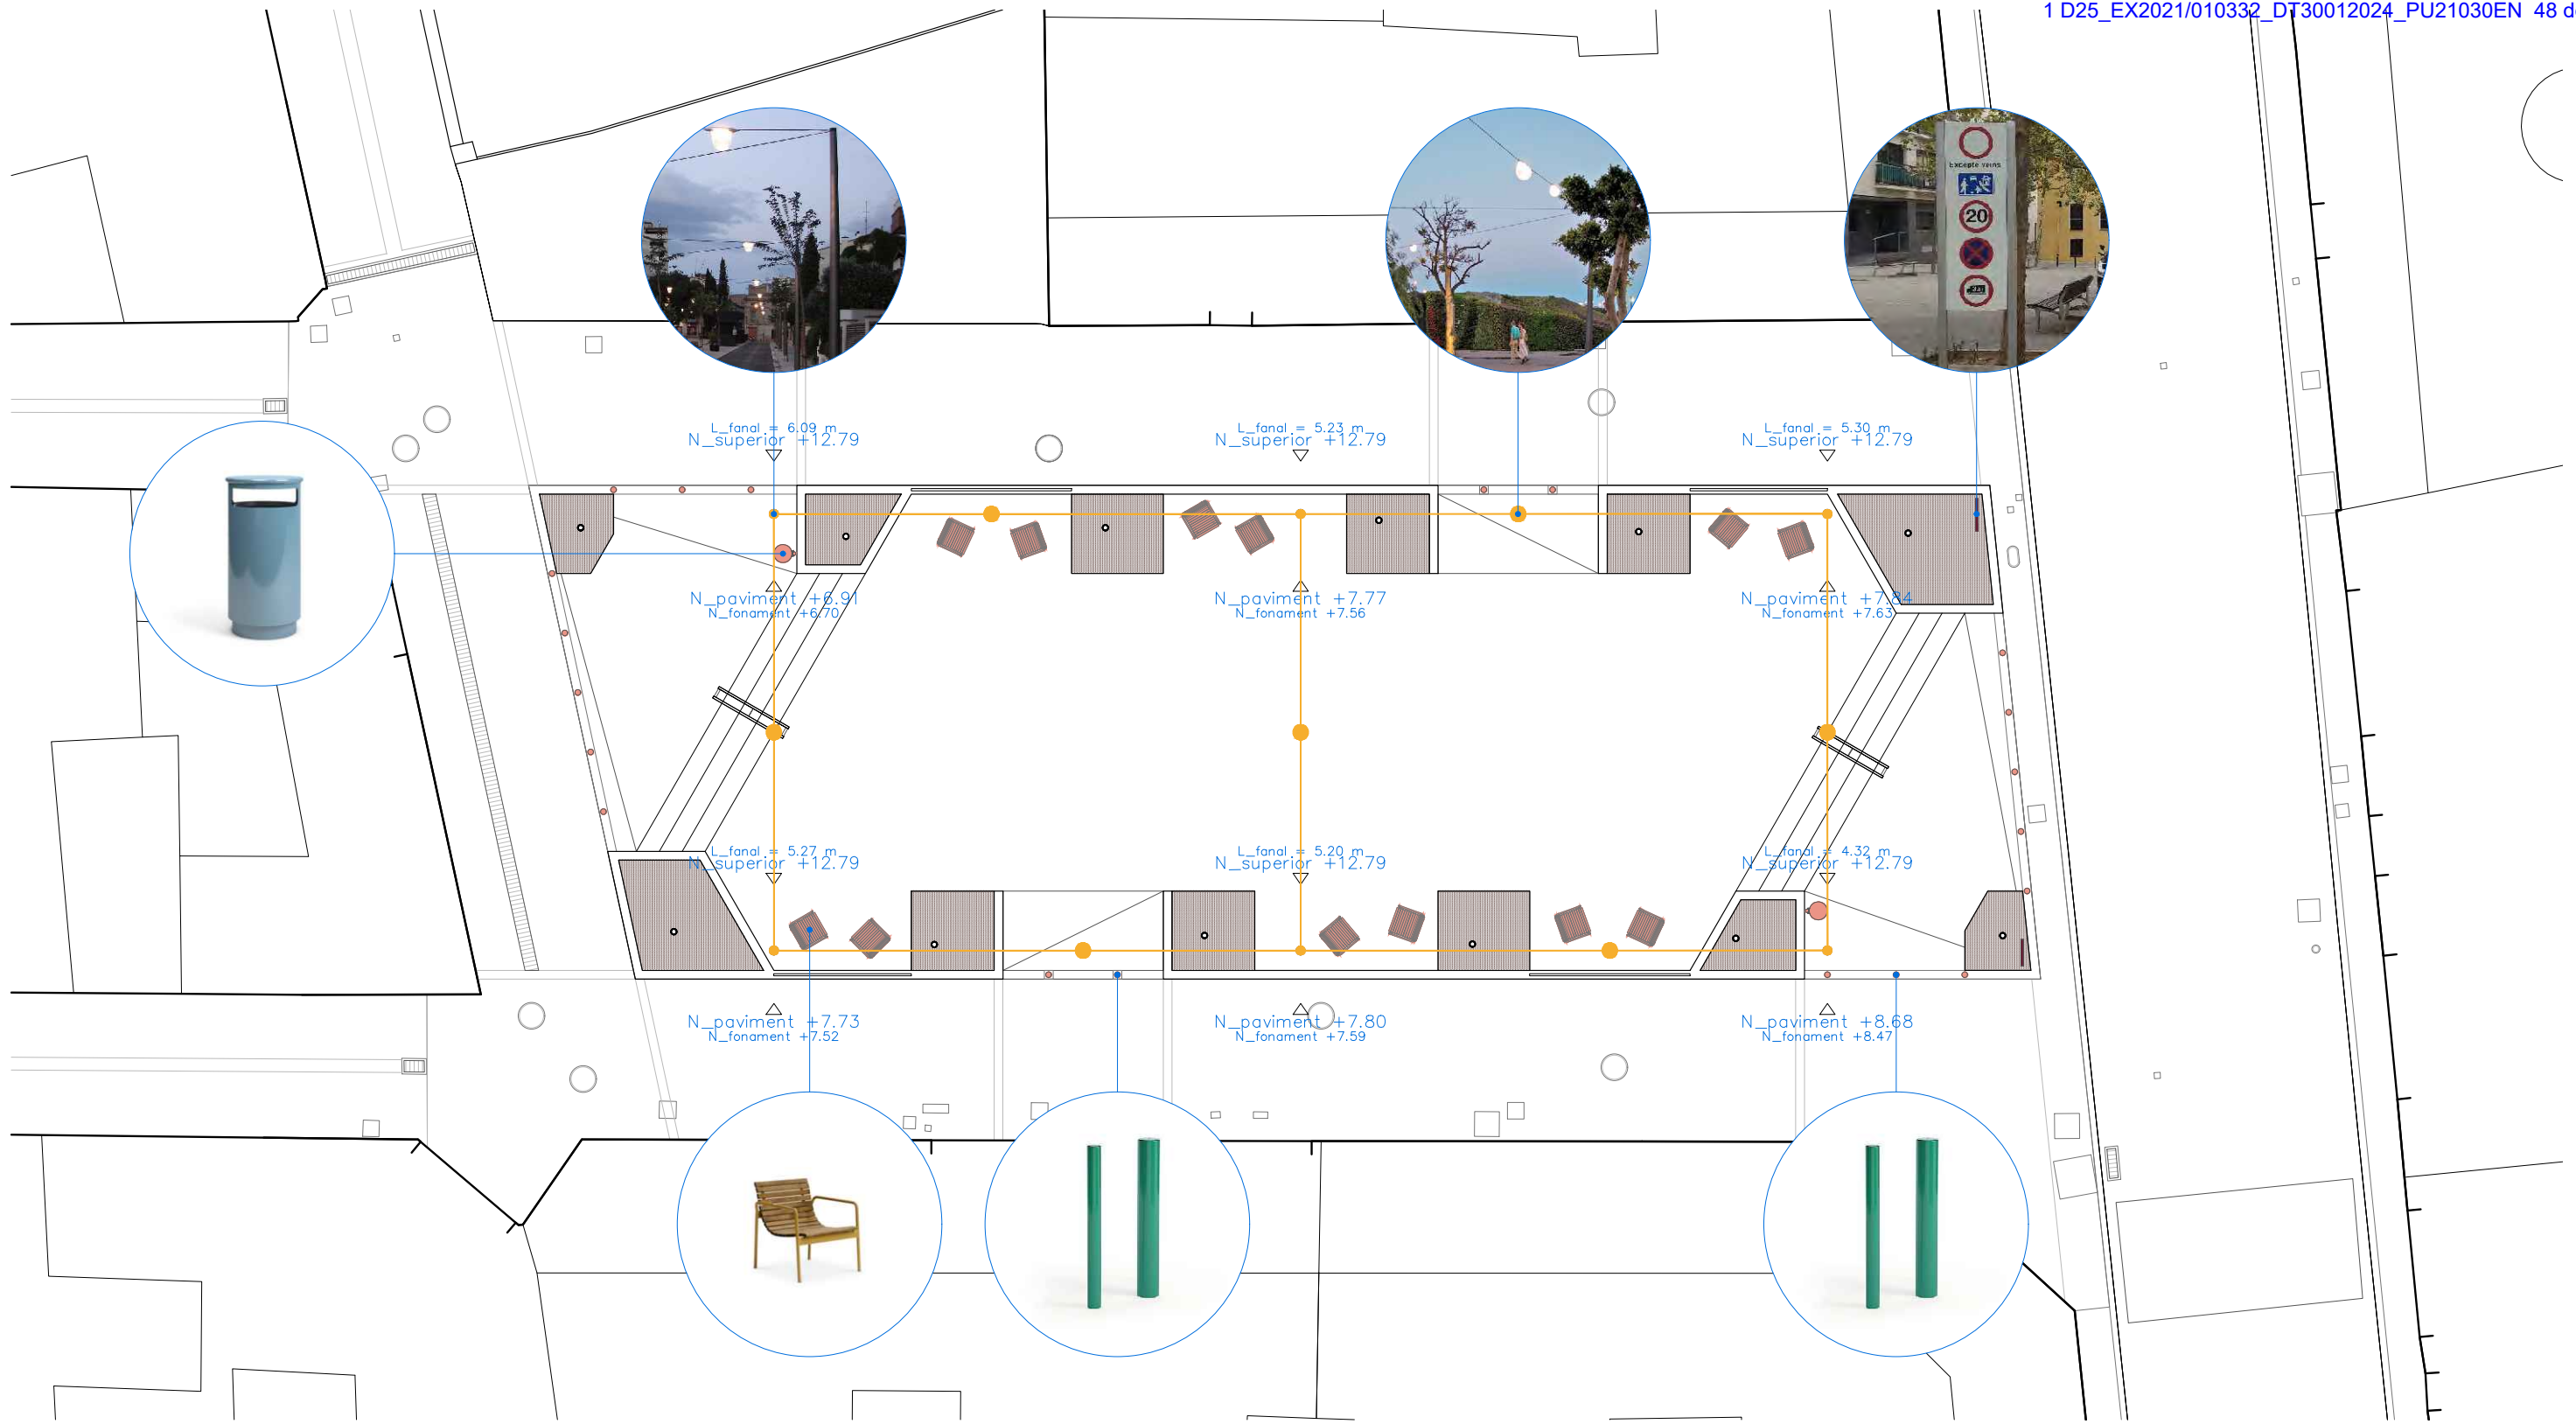 1 D25_EX2021/010332_DT30012024_PU21030EN 48 d
Excepte veïns
20
L_fanal = 6.09 m
N_superior +12.79
L_fanal = 5.23 m
N_superior +12.79
L_fanal = 5.30 m
N_superior +12.79
N_paviment +6.91
N_fonament +6.70
N_paviment +7.77
N_fonament +7.56
N_paviment +7.84
N_fonament +7.63
L_fanal = 5.27 m
N_superior +12.79
L_fanal = 5.20 m
N_superior +12.79
L_fanal = 4.32 m
N_superior +12.79
N_paviment +7.73
N_fonament +7.52
N_paviment +7.80
N_fonament +7.59
N_paviment +8.68
N_fonament +8.47